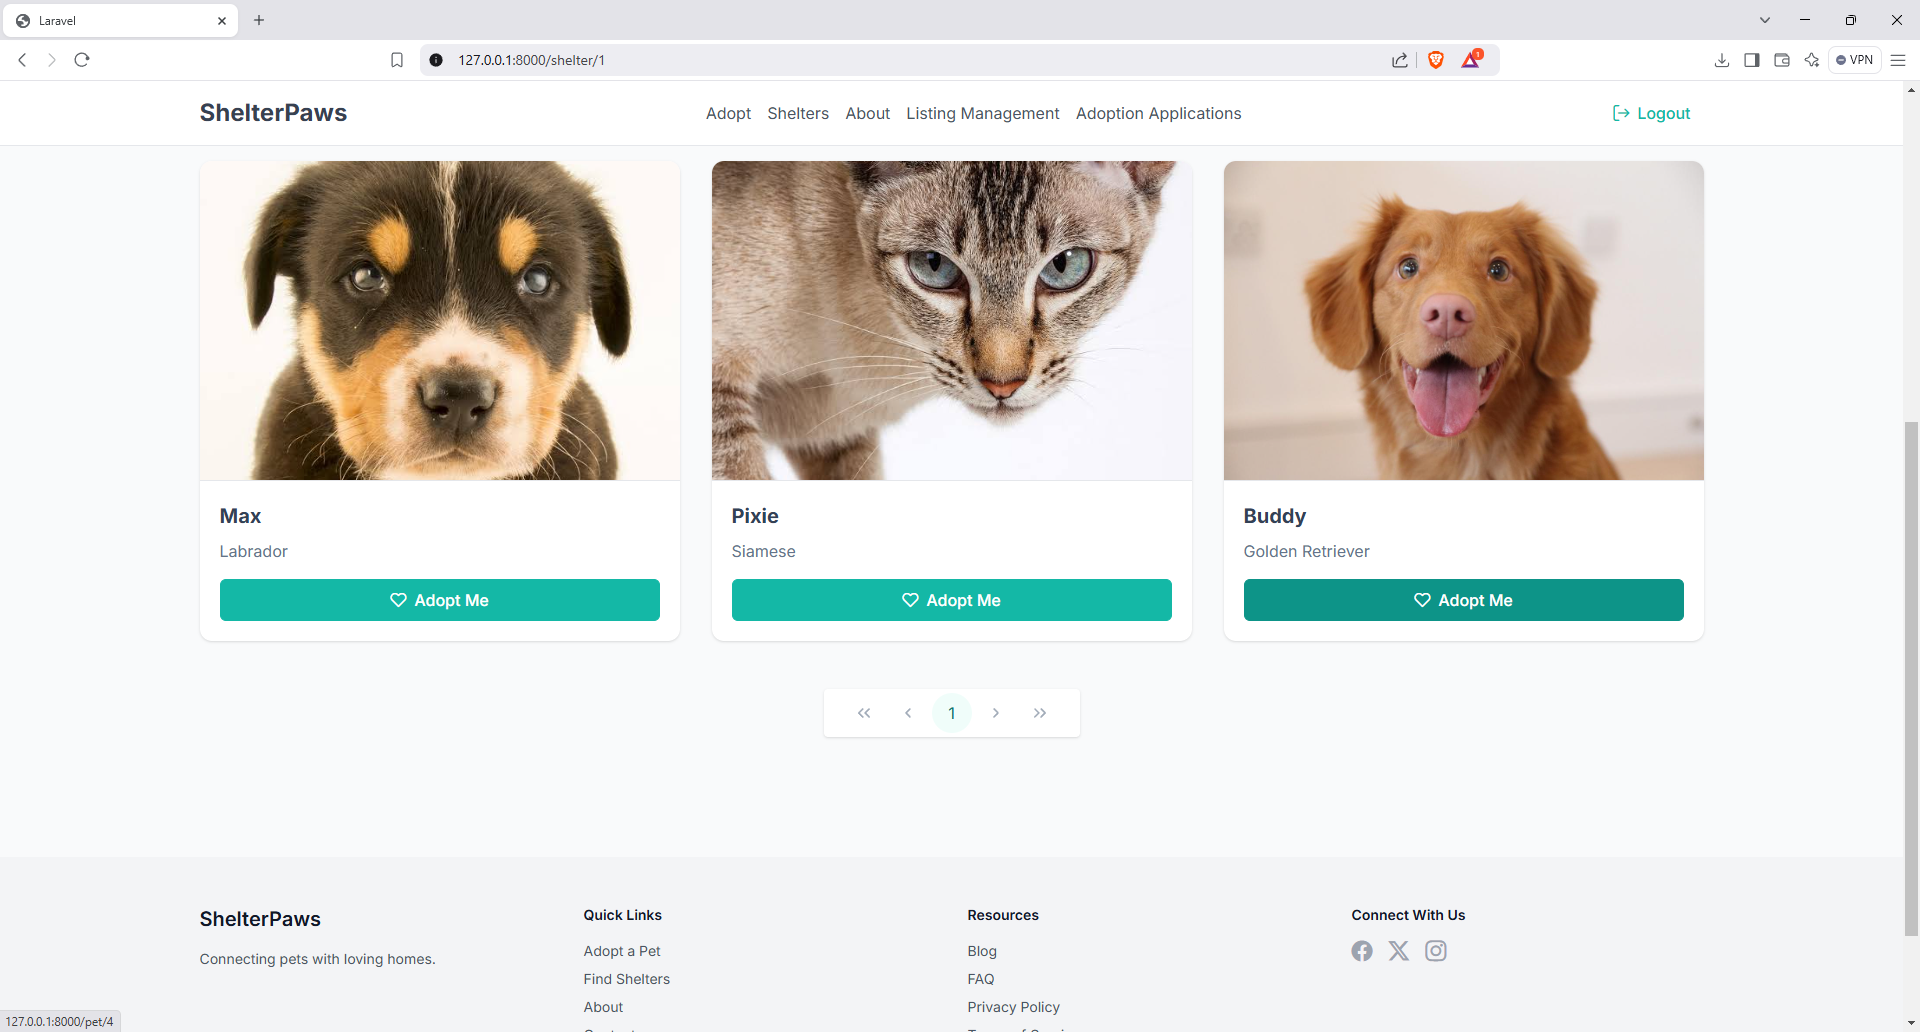 Laravel
127.0.0.1:8000/shelter/1
1
VPN
ShelterPaws
Adopt Shelters About Listing Management Adoption Applications
Logout
Max
Labrador
Adopt Me
Pixie
Siamese
Adopt Me
Buddy
Golden Retriever
Adopt Me
1
ShelterPaws
Connecting pets with loving homes.
Quick Links
Adopt a Pet
Find Shelters
About
Resources
Blog
FAQ
Privacy Policy
Connect With Us
127.0.0.1:8000/pet/4